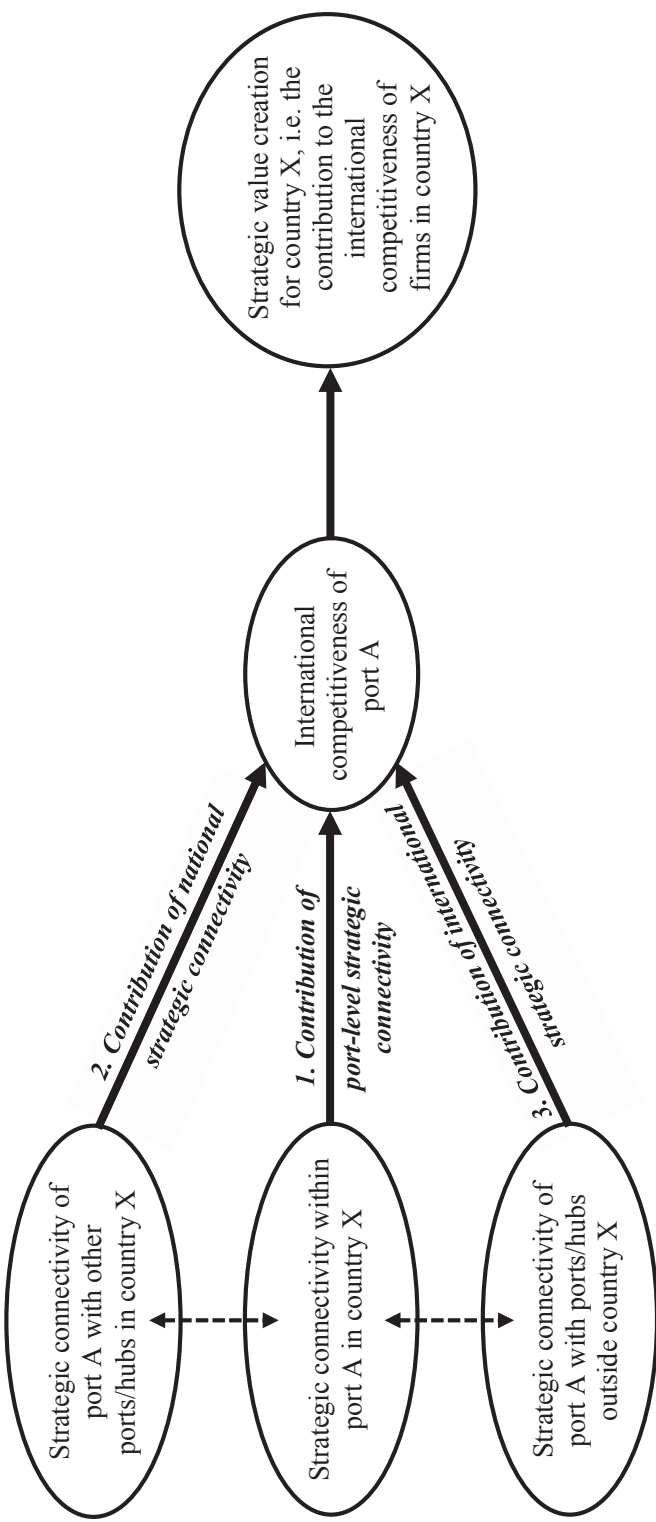 Strategic connectivity of
port A with other
ports/hubs in country X
2. Contribution of national
strategic connectivity
Strategic connectivity within
port A in country X
1. Contribution of
port-level strategic
connectivity
Strategic connectivity of
port A with ports/hubs
outside country X
3. Contribution of international
strategic connectivity
International
competitiveness of
port A
Strategic value creation
for country X, i.e. the
contribution to the
international
competitiveness of
firms in country X